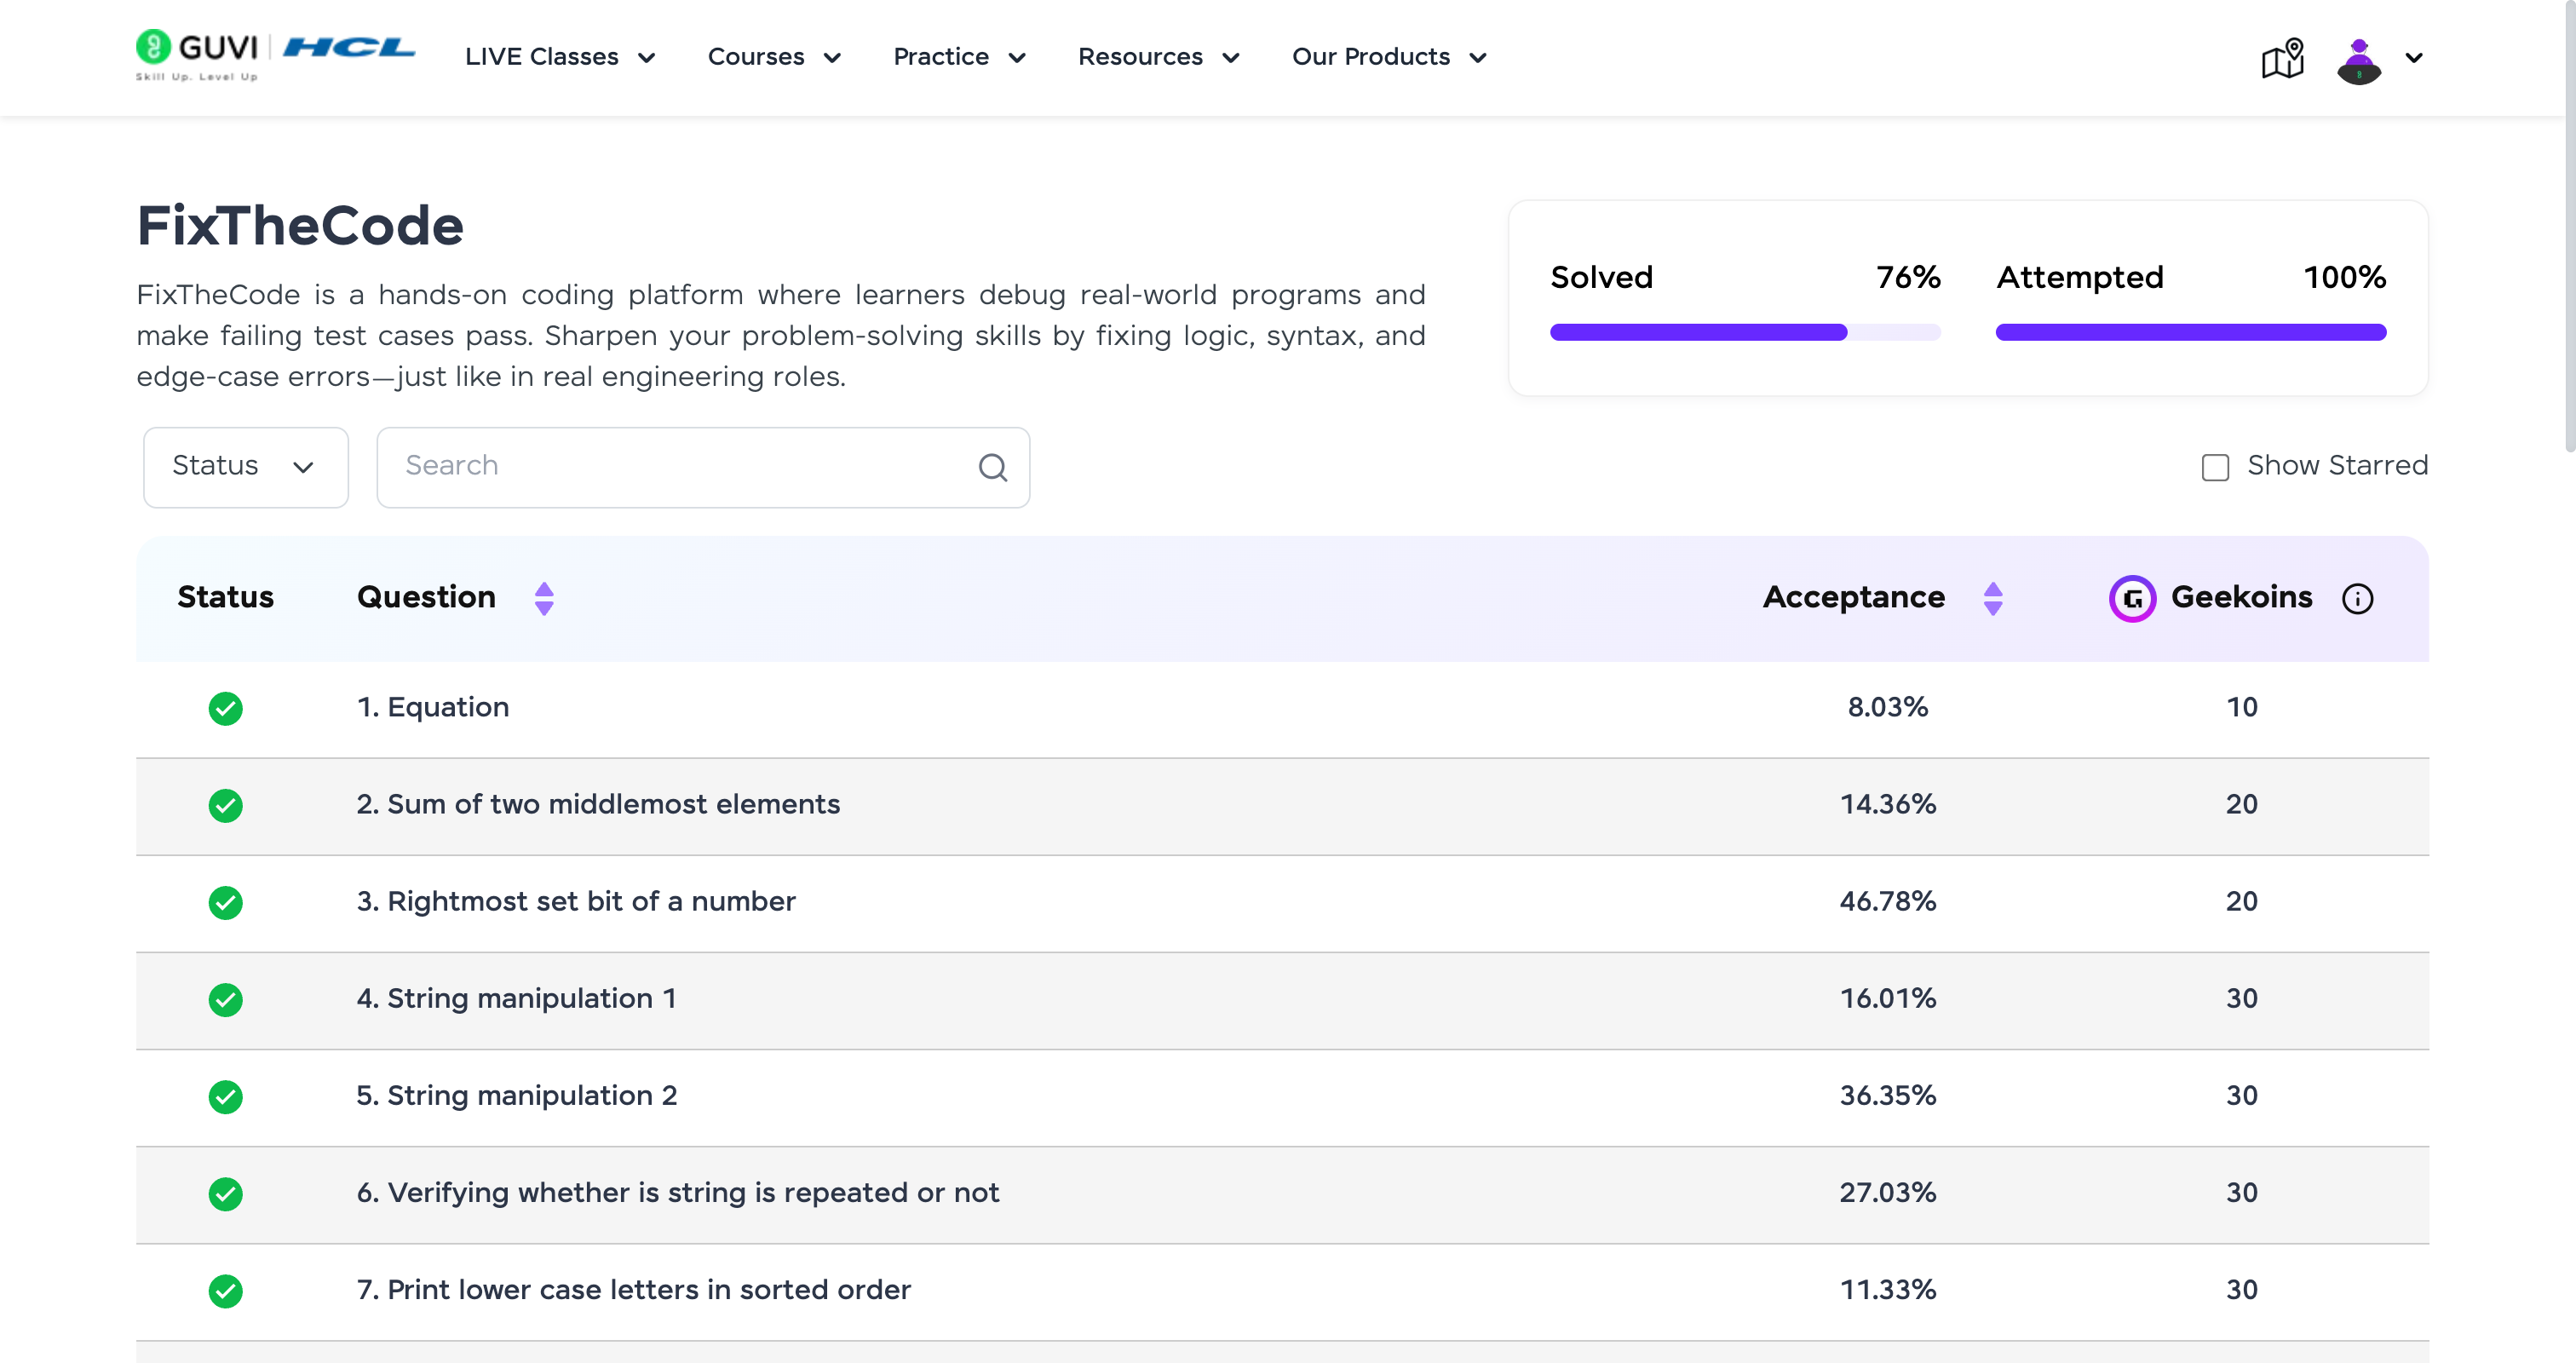 GUVI HCL
Skill Up. Level Up
LIVE Classes Courses Practice Resources Our Products
FixTheCode
FixTheCode is a hands-on coding platform where learners debug real-world programs and
make failing test cases pass. Sharpen your problem-solving skills by fixing logic, syntax, and
edge-case errors—just like in real engineering roles.
Solved 76% Attempted 100%
Status Search Show Starred
Status Question Acceptance G Geekoins
1. Equation 8.03% 10
2. Sum of two middlemost elements 14.36% 20
3. Rightmost set bit of a number 46.78% 20
4. String manipulation 1 16.01% 30
5. String manipulation 2 36.35% 30
6. Verifying whether is string is repeated or not 27.03% 30
7. Print lower case letters in sorted order 11.33% 30